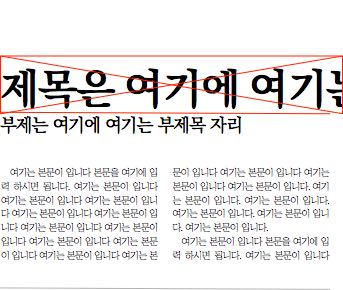 제목은 여기에 여기는
부제는 여기에 여기는 부제목 자리
여기는 본문이 입니다 본문을 여기에 입
력 하시면 됩니다. 여기는 본문이 입니다
여기는 본문이 입니다 여기는 본문이 입니
다 여기는 본문이 입니다 여기는 본문이 입
니다 여기는 본문이 입니다 여기는 본문이
입니다 여기는 본문이 입니다 여기는 본문
이 입니다 여기는 본문이 입니다 여기는 본
문이 입니다 여기는 본문이 입니다 여기는
본문이 입니다 여기는 본문이 입니다. 여기
는 본문이 입니다. 여기는 본문이 입니다.
여기는 본문이 입니다. 여기는 본문이 입니
다. 여기는 본문이 입니다.
여기는 본문이 입니다 본문을 여기에 입
력 하시면 됩니다. 여기는 본문이 입니다